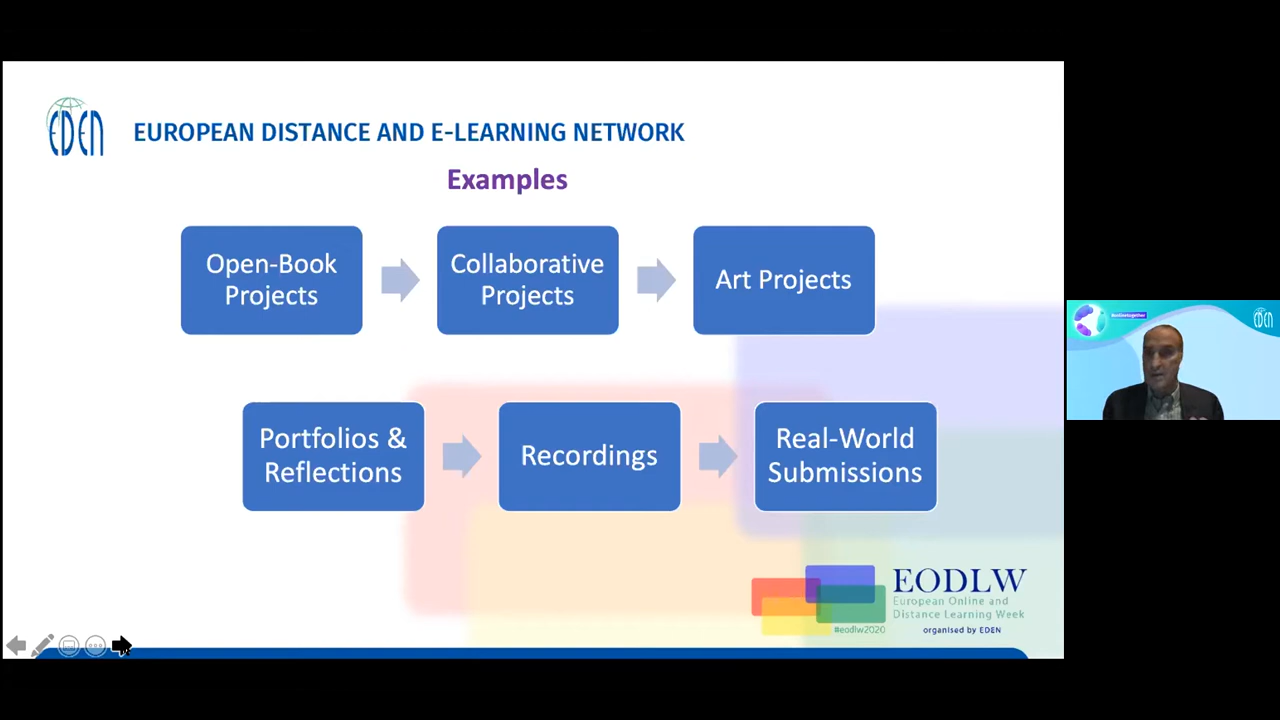 EDEN
EUROPEAN DISTANCE AND E-LEARNING NETWORK
Examples
Open-Book
Projects
Collaborative
Projects
Art Projects
Portfolios &
Reflections
Recordings
Real-World
Submissions
EODLW
European Online and
Distance Learning Week
#eodlw2020
organised by EDEN
EDEN